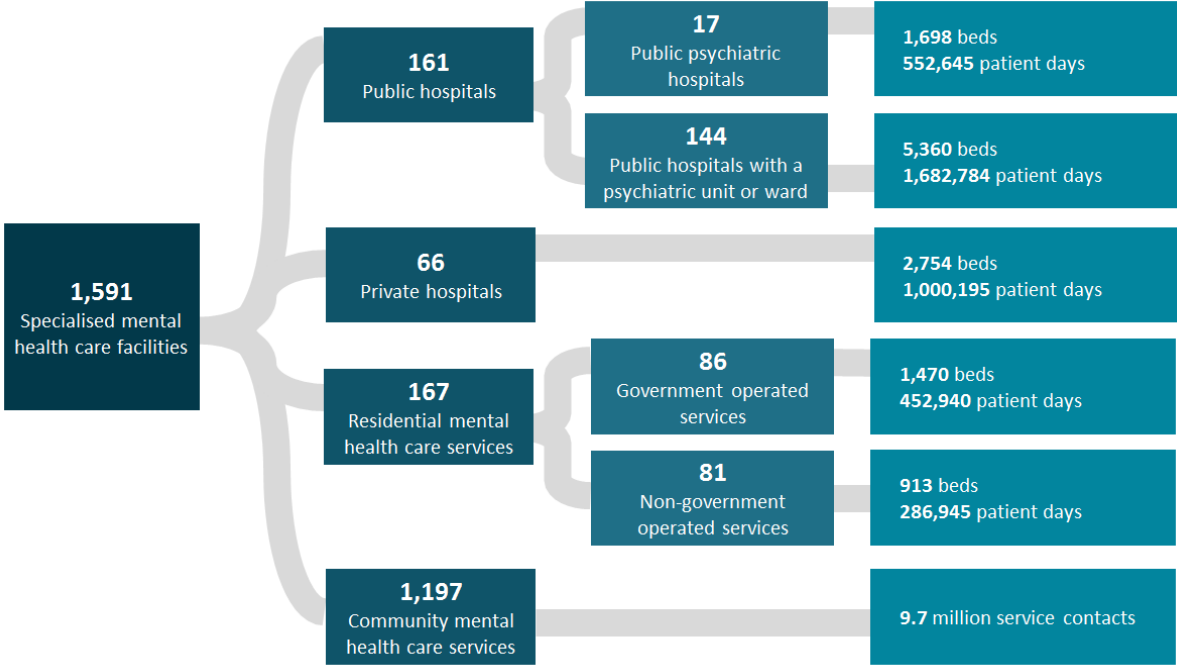 1,591
Specialised mental
health care facilities
161
Public hospitals
17
Public psychiatric
hospitals
1,698 beds
552,645 patient days
144
Public hospitals with a
psychiatric unit or ward
5,360 beds
1,682,784 patient days
66
Private hospitals
2,754 beds
1,000,195 patient days
167
Residential mental
health care services
86
Government operated
services
1,470 beds
452,940 patient days
81
Non-government
operated services
913 beds
286,945 patient days
1,197
Community mental
health care services
9.7 million service contacts